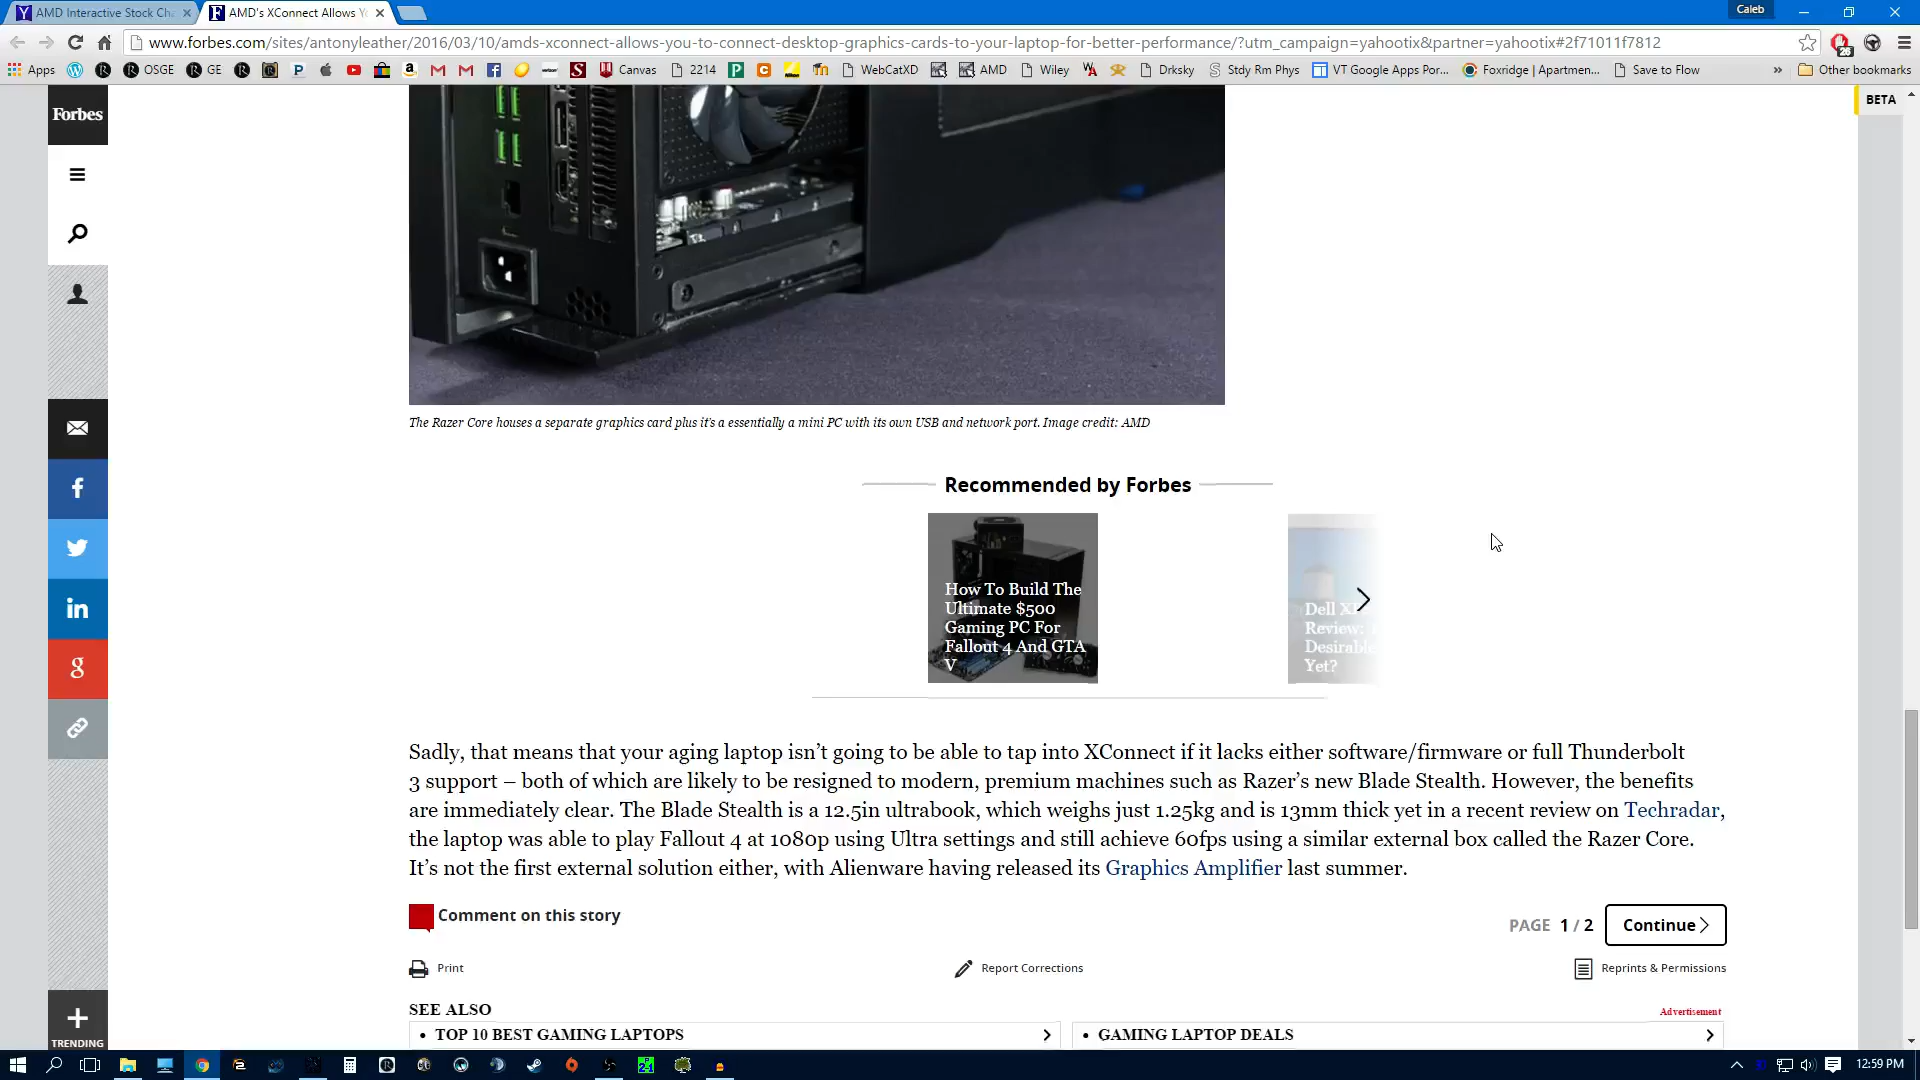 AMD Interactive Stock Ch
AMD's XConnect Allows Y
Caleb
www.forbes.com/sites/antonyleather/2016/03/10/amds-xconnect-allows-you-to-connect-desktop-graphics-cards-to-your-laptop-for-better-performance/?utm_campaign=yahootix&partner=yahootix#2f71011f7812
Apps OSGE GE Canvas 2214 WebCatXD AMD Wiley Drksky Stdy Rm Phys VT Google Apps Por... Foxridge | Apartmen... Save to Flow » Other bookmarks
Forbes
BETA
The Razer Core houses a separate graphics card plus it's a essentially a mini PC with its own USB and network port. Image credit: AMD
Recommended by Forbes
How To Build The
Ultimate $500
Gaming PC For
Fallout 4 And GTA
V
Dell X
Review:
Desirable
Yet?
Sadly, that means that your aging laptop isn't going to be able to tap into XConnect if it lacks either software/firmware or full Thunderbolt
3 support – both of which are likely to be resigned to modern, premium machines such as Razer's new Blade Stealth. However, the benefits
are immediately clear. The Blade Stealth is a 12.5in ultrabook, which weighs just 1.25kg and is 13mm thick yet in a recent review on Techradar,
the laptop was able to play Fallout 4 at 1080p using Ultra settings and still achieve 60fps using a similar external box called the Razer Core.
It's not the first external solution either, with Alienware having released its Graphics Amplifier last summer.
Comment on this story
PAGE 1 / 2 Continue
Print
Report Corrections
Reprints & Permissions
SEE ALSO
Advertisement
• TOP 10 BEST GAMING LAPTOPS
• GAMING LAPTOP DEALS
TRENDING
12:59 PM